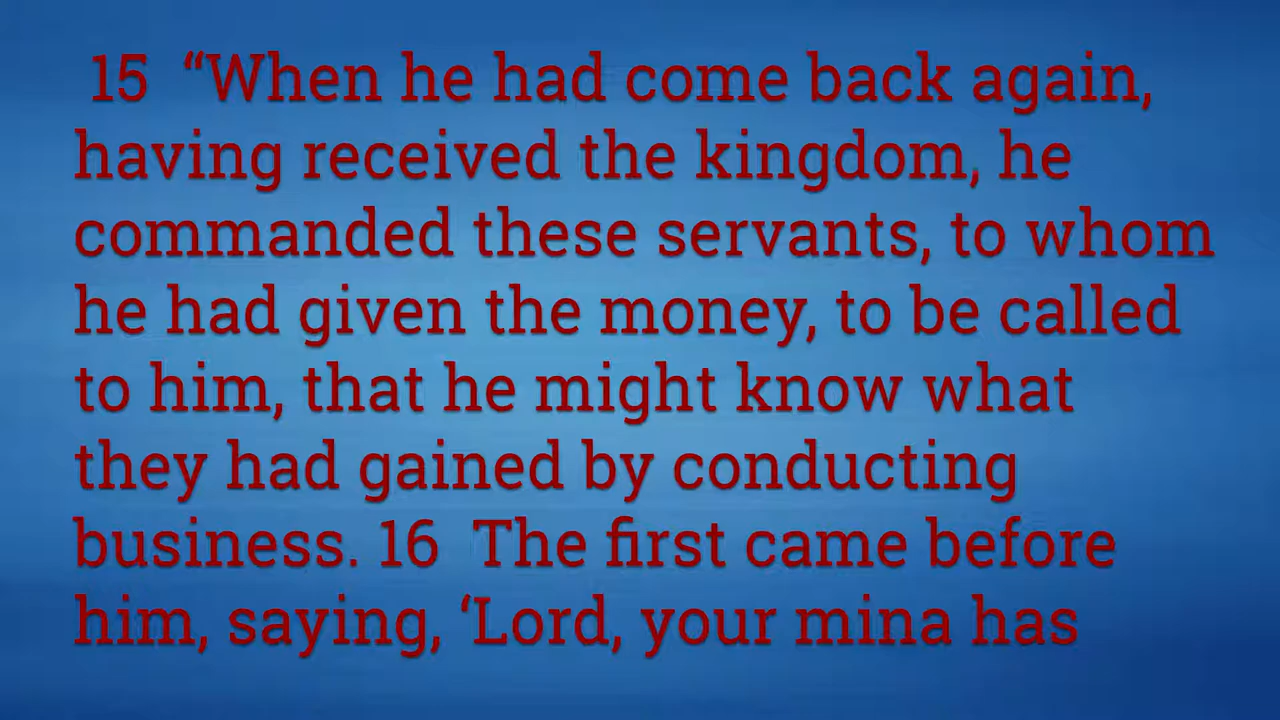 15 “When he had come back again,
having received the kingdom, he
commanded these servants, to whom
he had given the money, to be called
to him, that he might know what
they had gained by conducting
business. 16 The first came before
him, saying, ‘Lord, your mina has